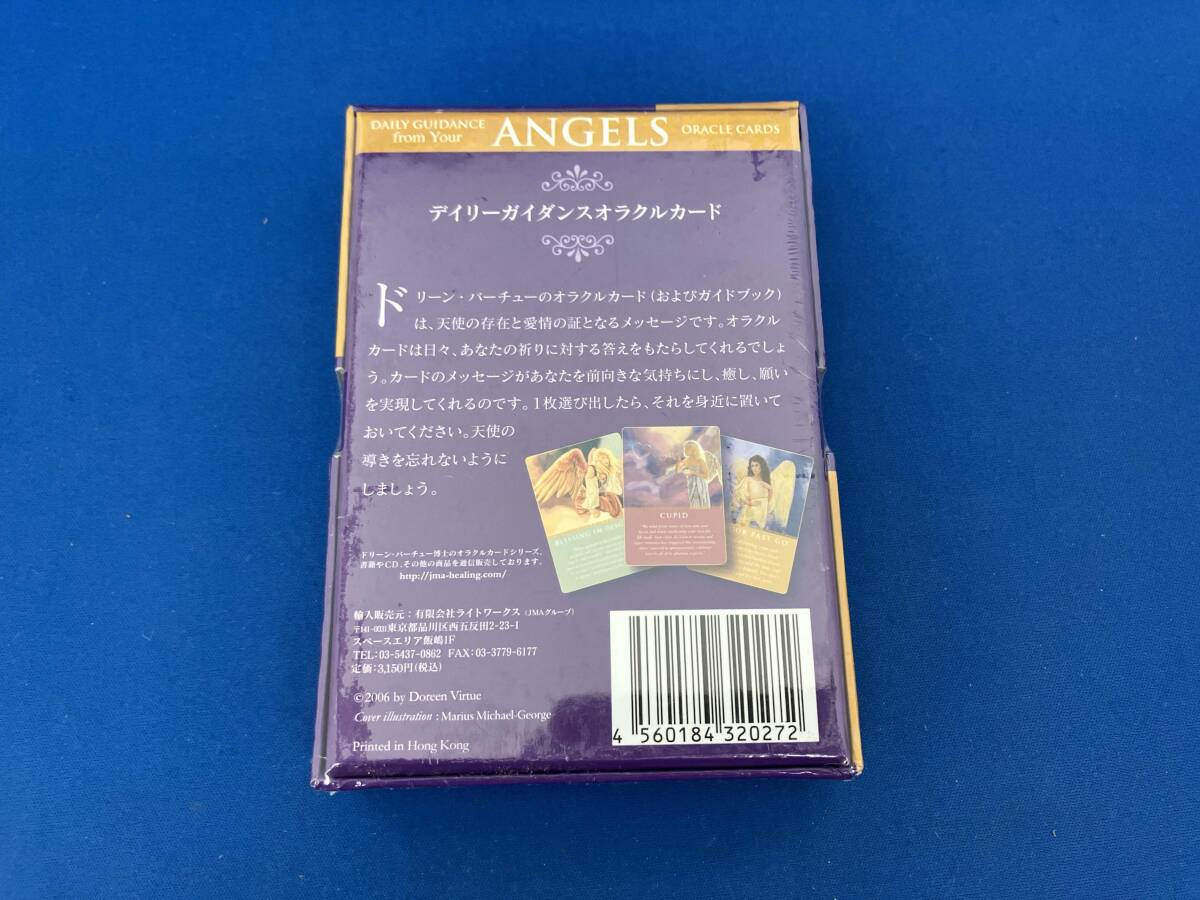 DAILY GUIDANCE
from Your
ANGELS
ORACLE CARDS
デイリーガイダンスオラクルカード
ドリーン・バーチューのオラクルカード(およびガイドブック)
は、天使の存在と愛情の証となるメッセージです。オラクル
カードは日々、あなたの祈りに対する答えをもたらしてくれるでしょ
う。カードのメッセージがあなたを前向きな気持ちにし、癒し、願い
を実現してくれるのです。1枚選び出したら、それを身近に置いて
おいてください。天使の
導きを忘れないように
しましょう。
CUPID
PAST GO
ドリーン・バーチュー博士のオラクルカードシリーズ、
書籍やCD、その他の商品を通信販売しております。
http://jma-healing.com/
輸入販売元:有限会社ライトワークス(JMAグループ)
〒141-0031東京都品川区西五反田2-23-1
スペースエリア飯嶋1F
TEL:03-5437-0862 FAX:03-3779-6177
定価:3,150円(税込)
© 2006 by Doreen Virtue
Cover illustration : Marius Michael-George
Printed in Hong Kong
4 560184 320272